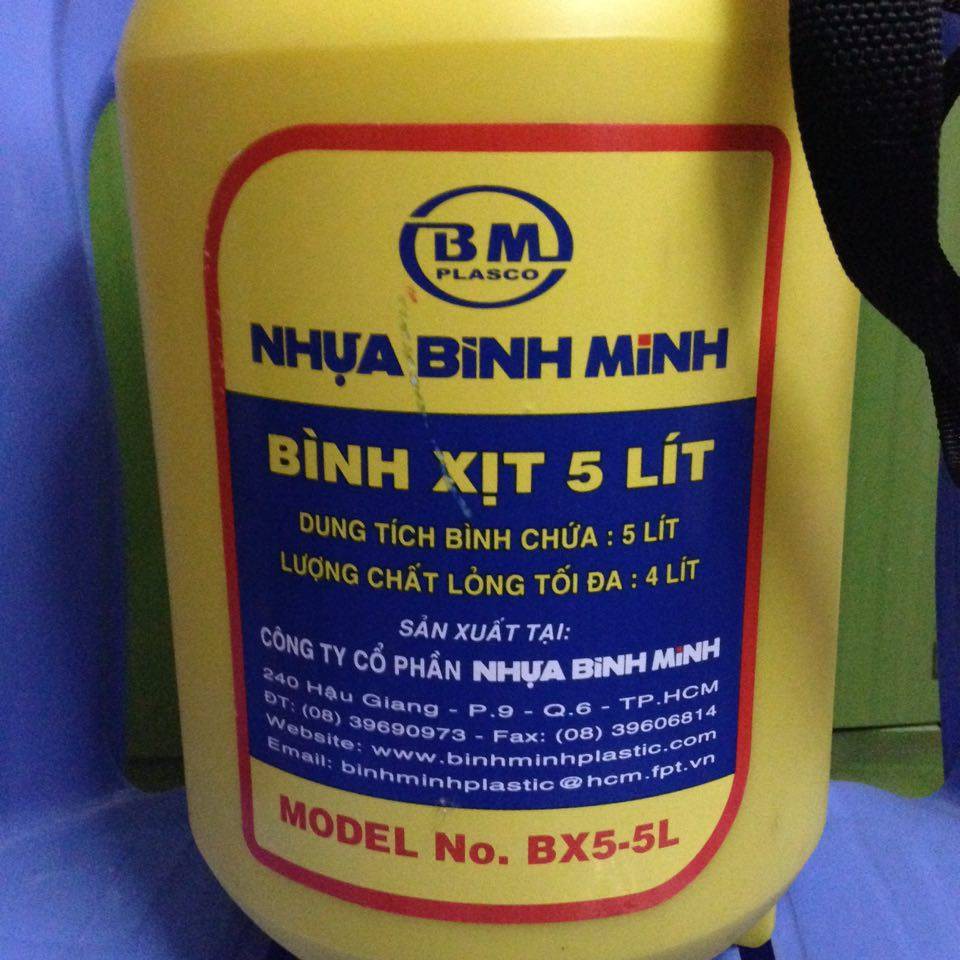 BM
PLASCO
NHỰA BÌNH MINH
BÌNH XỊT 5 LÍT
DUNG TÍCH BÌNH CHỨA : 5 LÍT
LƯỢNG CHẤT LỎNG TỐI ĐA : 4 LÍT
SẢN XUẤT TẠI:
CÔNG TY CỔ PHẦN NHỰA BÌNH MINH
240 Hậu Giang - P.9 - Q.6 - TP.HCM
ĐT: (08) 39690973 - Fax: (08) 39606814
Website: www.binhminhplastic.com
Email: binhminhplastic@hcm.fpt.vn
MODEL No. BX5-5L